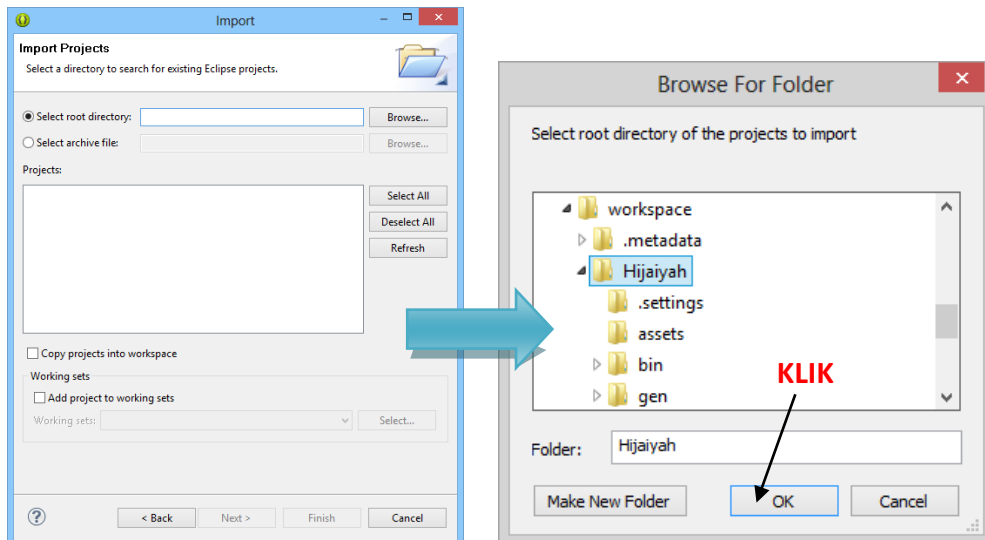 Import
Import Projects
Select a directory to search for existing Eclipse projects.
Select root directory: Browse...
Select archive file: Browse...
Projects:
Select All
Deselect All
Refresh
Copy projects into workspace
Working sets
Add project to working sets
Working sets: Select...
? < Back Next > Finish Cancel
Browse For Folder
Select root directory of the projects to import
workspace
.metadata
Hijaiyah
.settings
assets
bin
gen
KLIK
Folder: Hijaiyah
Make New Folder OK Cancel